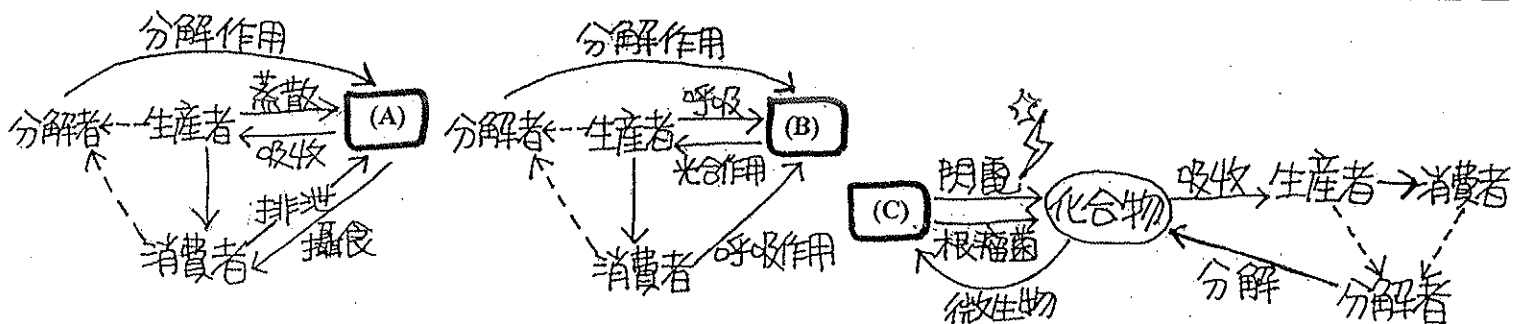 分解作用
蒸散
分解者 生產者 (A)
吸收
排泄
攝食
消費者
分解作用
呼吸
分解者 生產者 (B)
光合作用
消費者 呼吸作用
閃電
(C) 化合物 吸收 生產者 消費者
根瘤菌
微生物
分解 分解者